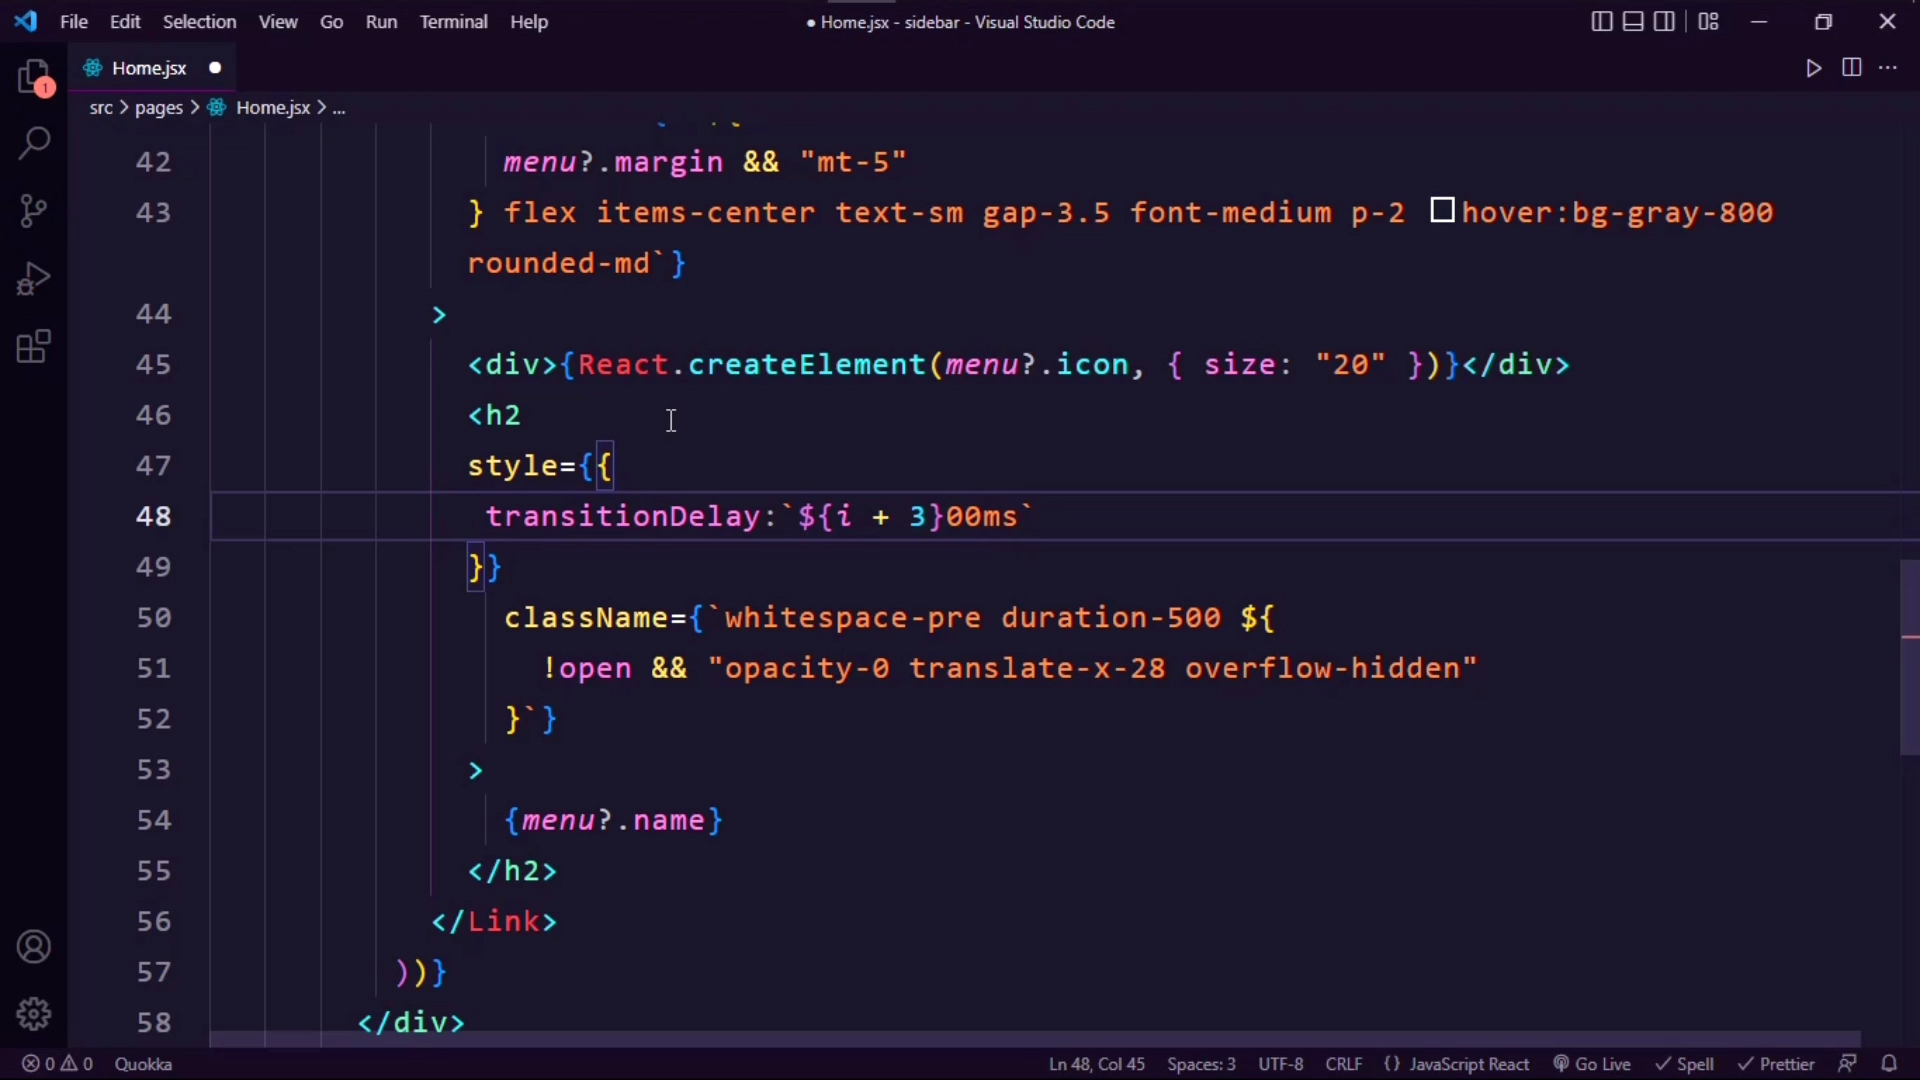 File Edit Selection View Go Run Terminal Help ● Home.jsx - sidebar - Visual Studio Code
Home.jsx ●
1
src > pages > Home.jsx > ...
42 menu?.margin && "mt-5"
43 } flex items-center text-sm gap-3.5 font-medium p-2 hover:bg-gray-800
rounded-md`}
44 >
45 <div>{React.createElement(menu?.icon, { size: "20" })}</div>
46 <h2
47 style={{
48 transitionDelay:`${i + 3}00ms`
49 }}
50 className={`whitespace-pre duration-500 ${
51 !open && "opacity-0 translate-x-28 overflow-hidden"
52 }`}
53 >
54 {menu?.name}
55 </h2>
56 </Link>
57 ))}
58 </div>
0 0 Quokka Ln 48, Col 45 Spaces: 3 UTF-8 CRLF {} JavaScript React Go Live ✓ Spell ✓ Prettier